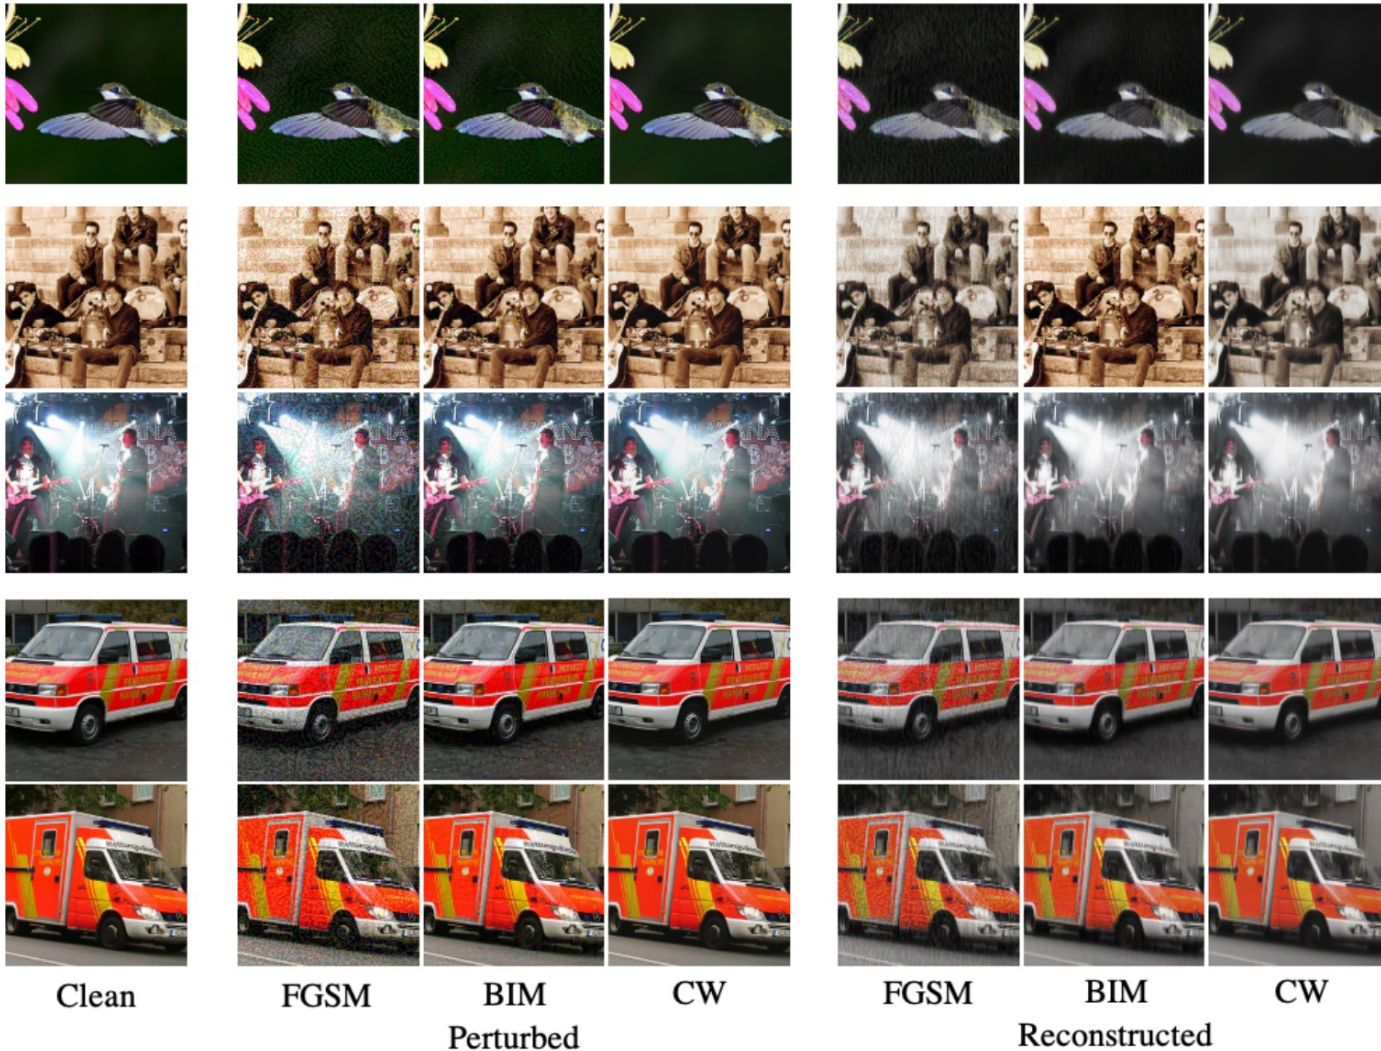 Clean
FGSM
BIM
CW
FGSM
BIM
CW
Perturbed
Reconstructed